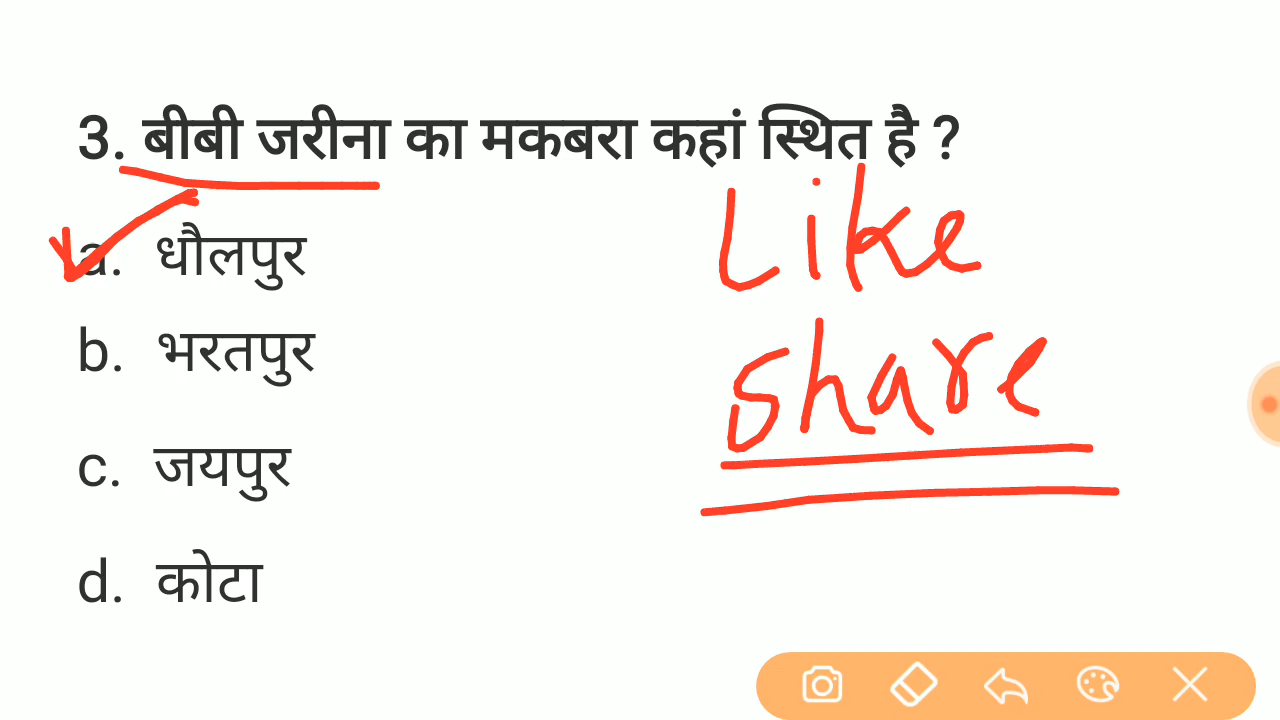 3. बीबी जरीना का मकबरा कहां स्थित है ?
a. धौलपुर
b. भरतपुर
c. जयपुर
d. कोटा
Like
share